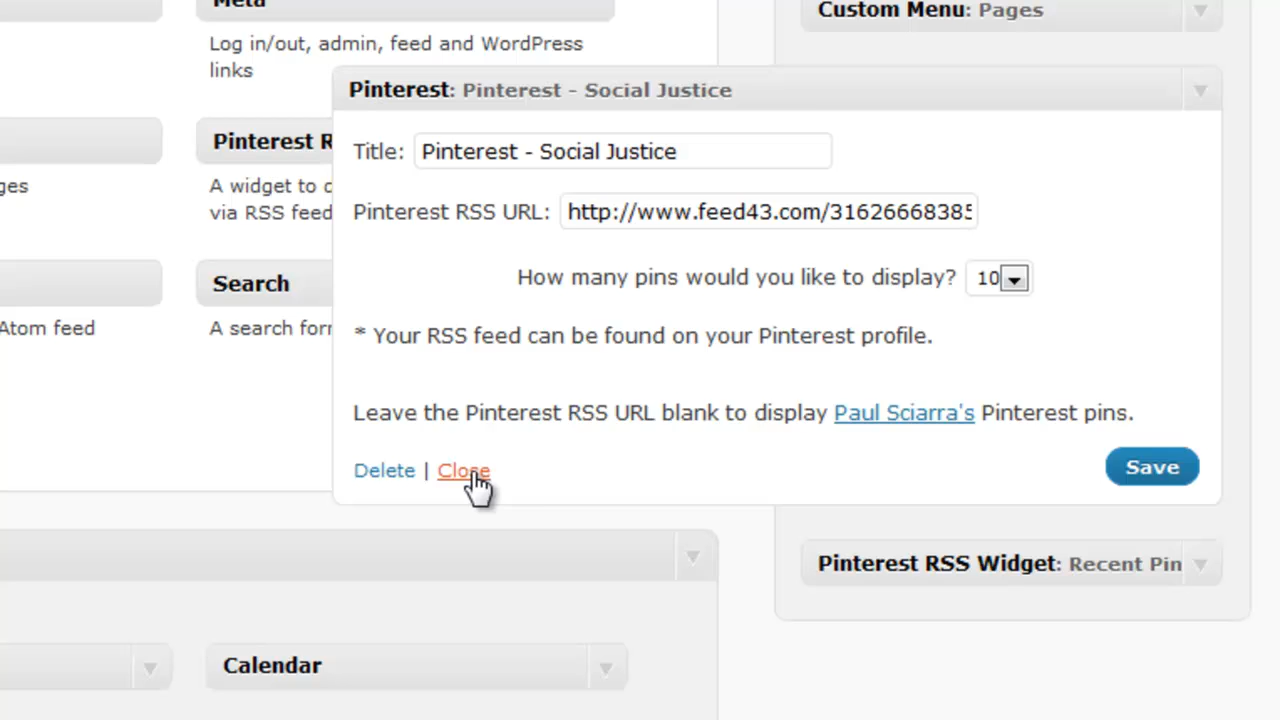 Meta
Log in/out, admin, feed and WordPress
links
Custom Menu: Pages
Pinterest: Pinterest - Social Justice
Title: Pinterest - Social Justice
Pinterest R
ges
A widget to
via RSS feed
Pinterest RSS URL: http://www.feed43.com/31626668385
How many pins would you like to display? 10
Search
Atom feed
A search for
* Your RSS feed can be found on your Pinterest profile.
Leave the Pinterest RSS URL blank to display Paul Sciarra's Pinterest pins.
Delete | Close
Save
Pinterest RSS Widget: Recent Pin
Calendar